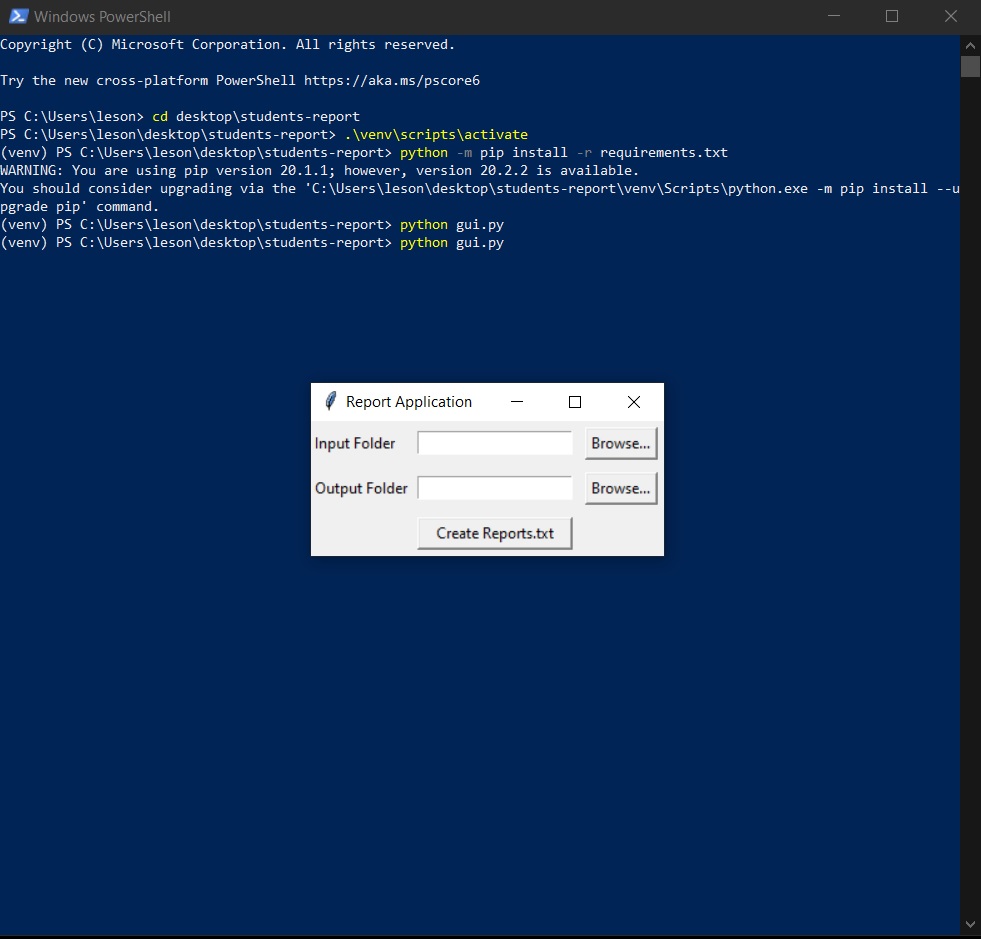 Windows PowerShell
Copyright (C) Microsoft Corporation. All rights reserved.
Try the new cross-platform PowerShell https://aka.ms/pscore6
PS C:\Users\leson> cd desktop\students-report
PS C:\Users\leson\desktop\students-report> .\venv\scripts\activate
(venv) PS C:\Users\leson\desktop\students-report> python -m pip install -r requirements.txt
WARNING: You are using pip version 20.1.1; however, version 20.2.2 is available.
You should consider upgrading via the 'C:\Users\leson\desktop\students-report\venv\Scripts\python.exe -m pip install --u
pgrade pip' command.
(venv) PS C:\Users\leson\desktop\students-report> python gui.py
(venv) PS C:\Users\leson\desktop\students-report> python gui.py
Report Application
Input Folder Browse...
Output Folder Browse...
Create Reports.txt